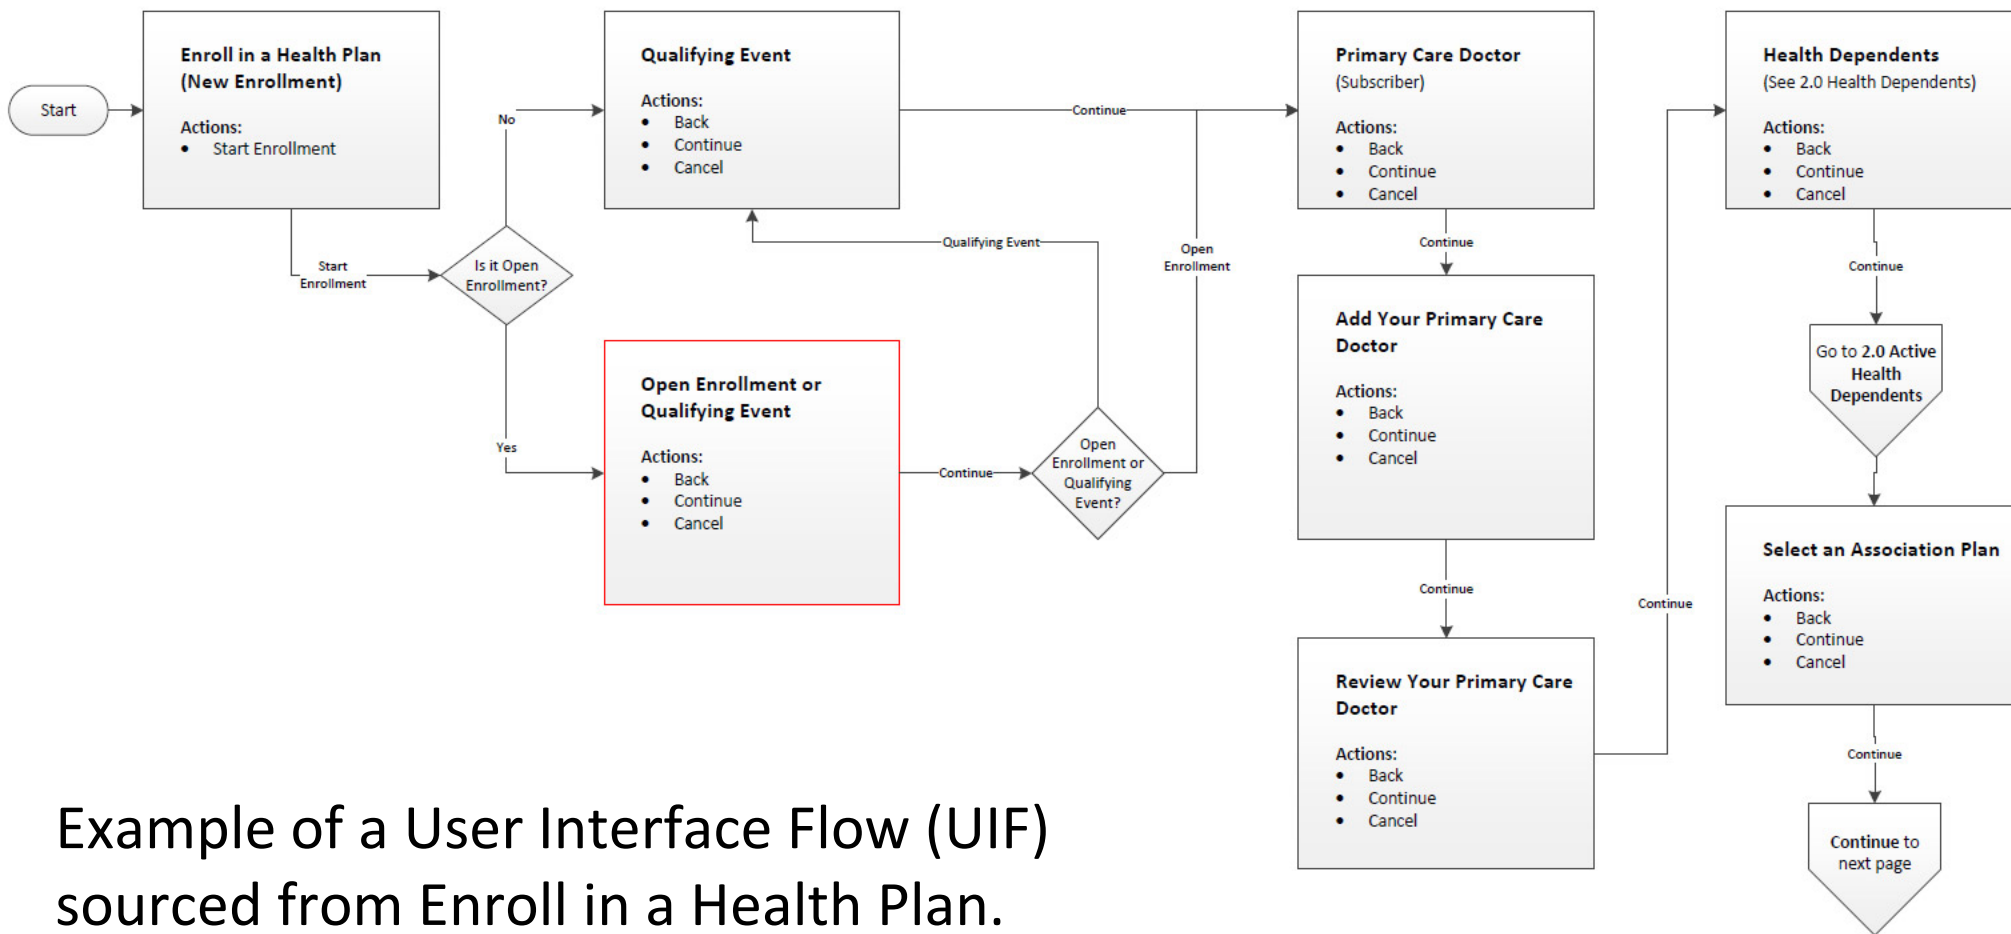 Start
Enroll in a Health Plan
(New Enrollment)
Actions:
• Start Enrollment
Start
Enrollment
Is it Open
Enrollment?
No
Yes
Qualifying Event
Actions:
• Back
• Continue
• Cancel
Open Enrollment or
Qualifying Event
Actions:
• Back
• Continue
• Cancel
Continue
Open
Enrollment or
Qualifying
Event?
Qualifying Event
Open
Enrollment
Continue
Primary Care Doctor
(Subscriber)
Actions:
• Back
• Continue
• Cancel
Continue
Add Your Primary Care
Doctor
Actions:
• Back
• Continue
• Cancel
Continue
Review Your Primary Care
Doctor
Actions:
• Back
• Continue
• Cancel
Continue
Health Dependents
(See 2.0 Health Dependents)
Actions:
• Back
• Continue
• Cancel
Continue
Go to 2.0 Active
Health
Dependents
Select an Association Plan
Actions:
• Back
• Continue
• Cancel
Continue
Continue to
next page
Example of a User Interface Flow (UIF)
sourced from Enroll in a Health Plan.